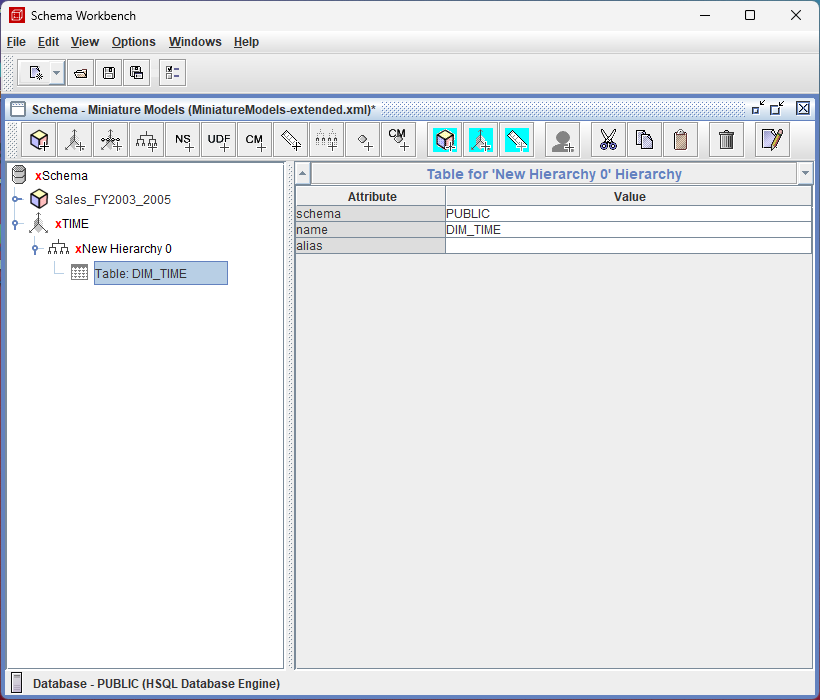 Schema Workbench
File Edit View Options Windows Help
Schema - Miniature Models (MiniatureModels-extended.xml)*
NS UDF CM CM
xSchema
Sales_FY2003_2005
xTIME
xNew Hierarchy 0
Table: DIM_TIME
Table for 'New Hierarchy 0' Hierarchy
Attribute Value
schema PUBLIC
name DIM_TIME
alias
Database - PUBLIC (HSQL Database Engine)